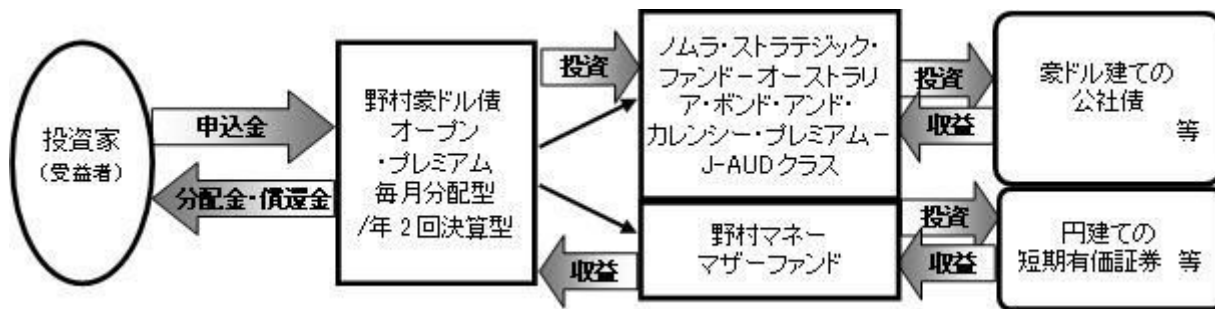 投資家
(受益者)
申込金
分配金・償還金
野村豪ドル債
オープン
・プレミアム
毎月分配型
/年2回決算型
投資
収益
ノムラ・ストラテジック・
ファンド－オーストラリ
ア・ボンド・アンド・
カレンシー・プレミアム－
J-AUDクラス
野村マネー
マザーファンド
投資
収益
投資
収益
豪ドル建ての
公社債
等
円建ての
短期有価証券 等